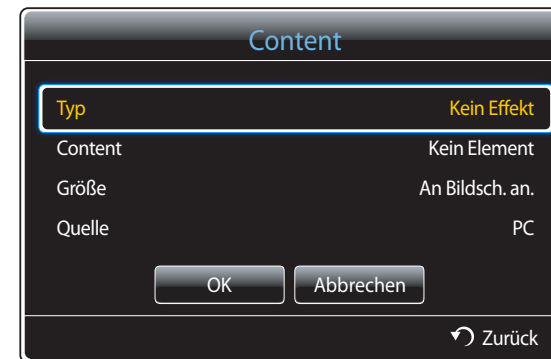 Content
Typ Kein Effekt
Content Kein Element
Größe An Bildsch. an.
Quelle PC
OK Abbrechen
Zurück